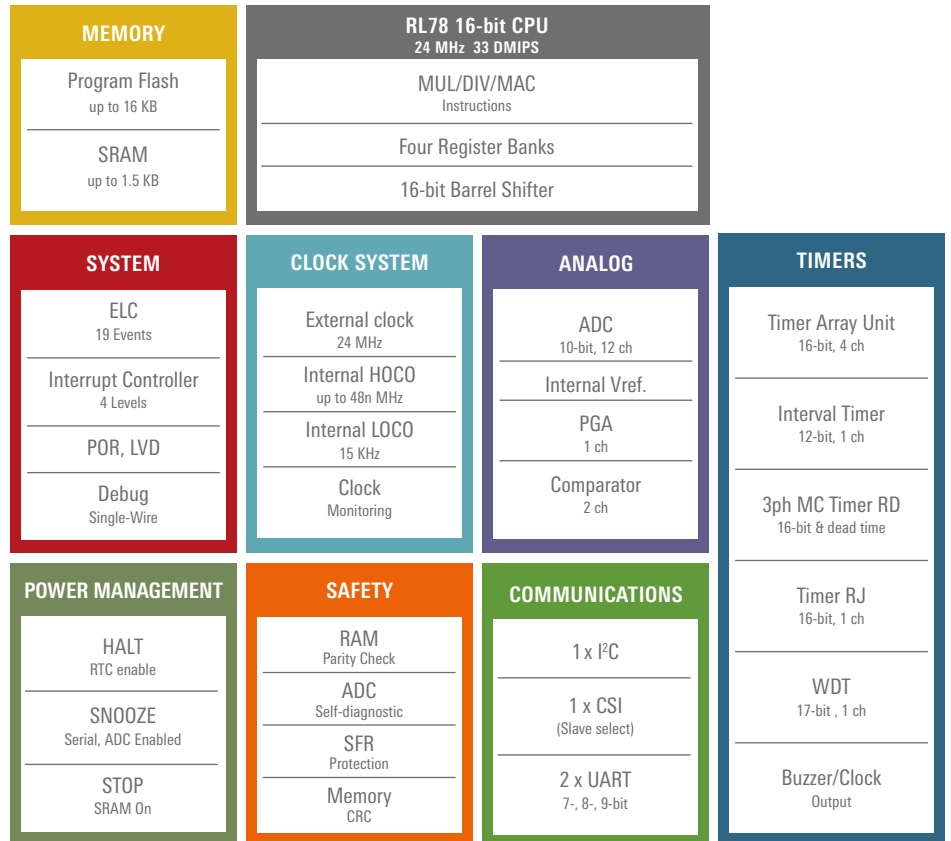 MEMORY
Program Flash
up to 16 KB
SRAM
up to 1.5 KB
RL78 16-bit CPU
24 MHz 33 DMIPS
MUL/DIV/MAC
Instructions
Four Register Banks
16-bit Barrel Shifter
SYSTEM
ELC
19 Events
Interrupt Controller
4 Levels
POR, LVD
Debug
Single-Wire
CLOCK SYSTEM
External clock
24 MHz
Internal HOCO
up to 48n MHz
Internal LOCO
15 KHz
Clock
Monitoring
ANALOG
ADC
10-bit, 12 ch
Internal Vref.
PGA
1 ch
Comparator
2 ch
TIMERS
Timer Array Unit
16-bit, 4 ch
Interval Timer
12-bit, 1 ch
3ph MC Timer RD
16-bit & dead time
Timer RJ
16-bit, 1 ch
WDT
17-bit , 1 ch
Buzzer/Clock
Output
POWER MANAGEMENT
HALT
RTC enable
SNOOZE
Serial, ADC Enabled
STOP
SRAM On
SAFETY
RAM
Parity Check
ADC
Self-diagnostic
SFR
Protection
Memory
CRC
COMMUNICATIONS
1 x I²C
1 x CSI
(Slave select)
2 x UART
7-, 8-, 9-bit